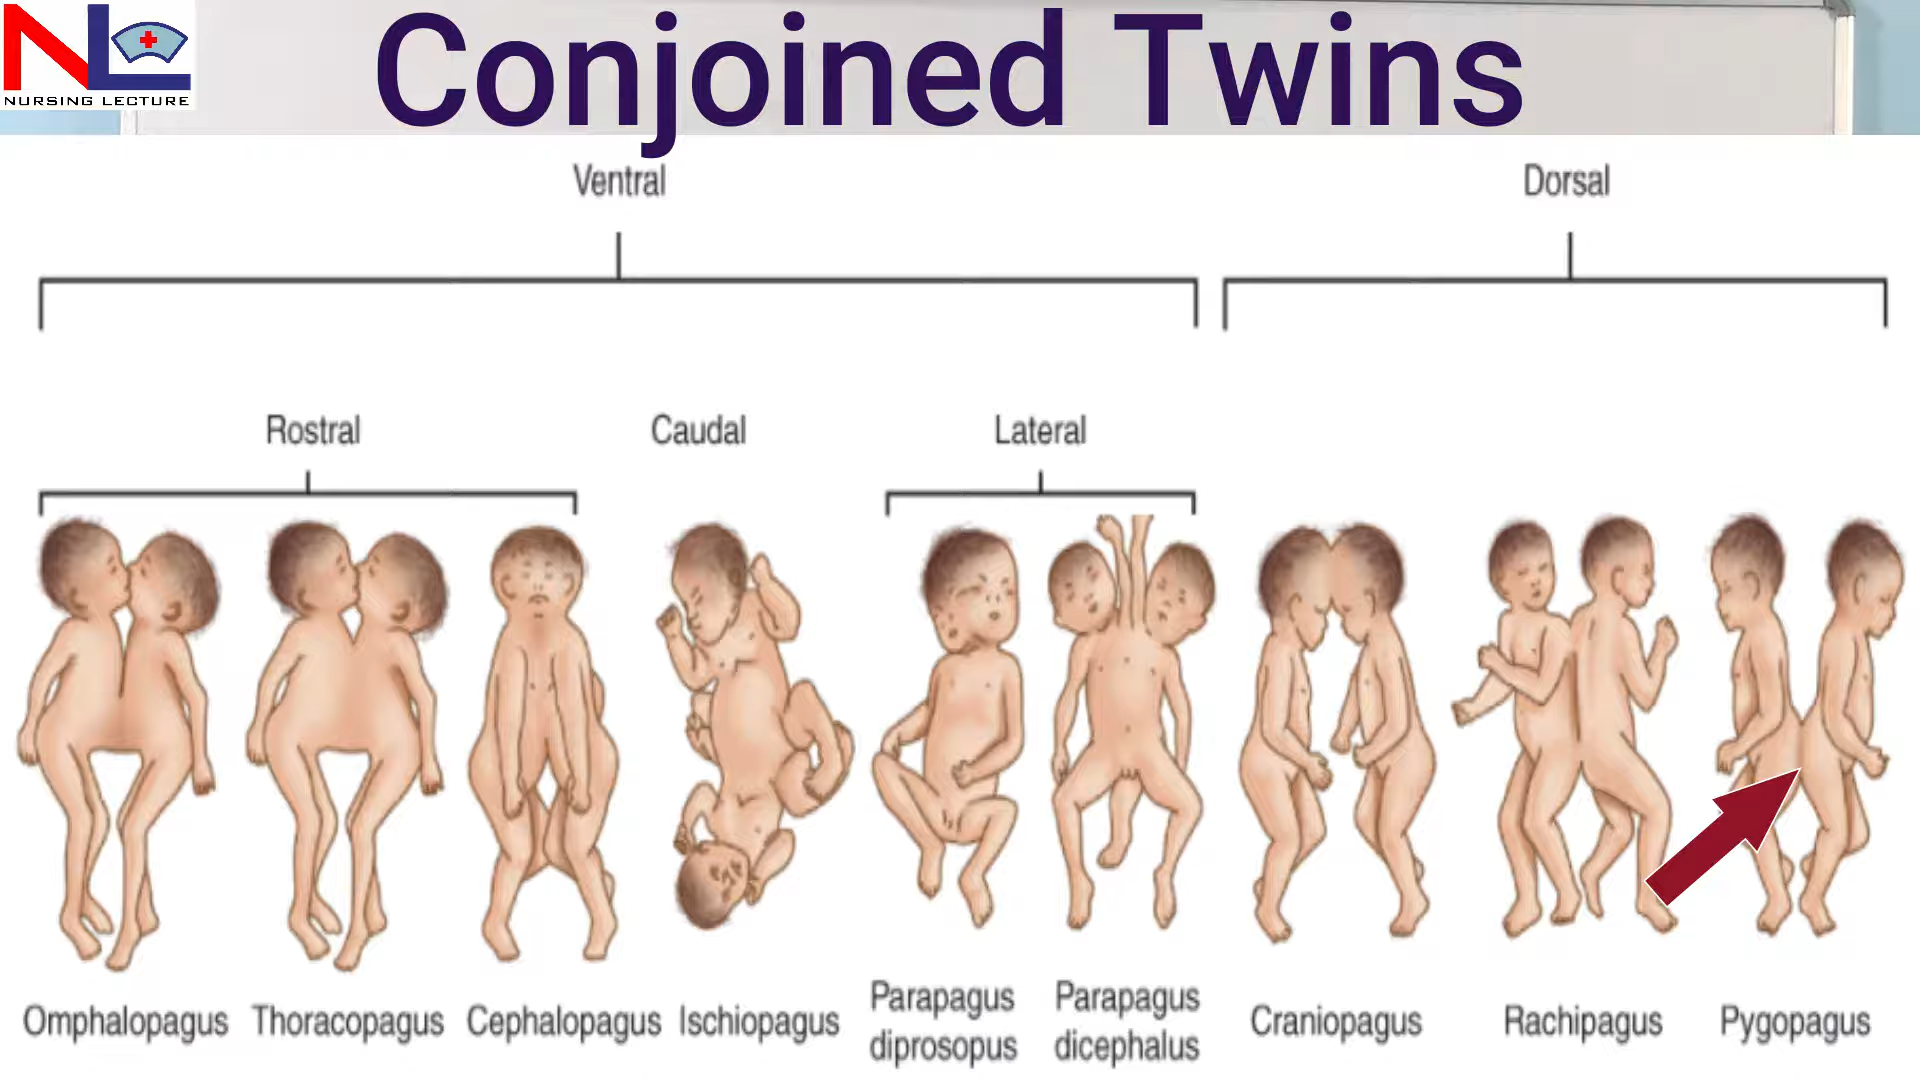 NL
NURSING LECTURE
Conjoined Twins
Ventral
Dorsal
Rostral
Caudal
Lateral
Omphalopagus
Thoracopagus
Cephalopagus
Ischiopagus
Parapagus
diprosopus
Parapagus
dicephalus
Craniopagus
Rachipagus
Pygopagus